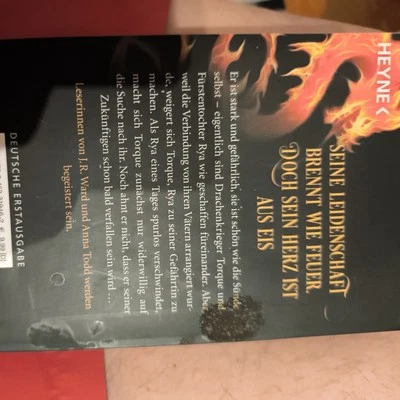 HEYNE<
SEINE LEIDENSCHAFT
BRENNT WIE FEUER,
DOCH SEIN HERZ IST
AUS EIS
Er ist stark und gefährlich, sie ist schön wie die Sünde
selbst – eigentlich sind Drachenkrieger Torque und
Fürstentochter Rya wie geschaffen füreinander. Aber
weil die Verbindung von ihren Vätern arrangiert wur-
de, weigert sich Torque, Rya zu seiner Gefährtin zu
machen. Als Rya eines Tages spurlos verschwindet,
macht sich Torque zunächst nur widerwillig auf
die Suche nach ihr. Noch ahnt er nicht, dass er seiner
Zukünftigen schon bald verfallen sein wird ...
Leserinnen von J.R. Ward und Anna Todd werden
begeistert sein.
DEUTSCHE ERSTAUSGABE